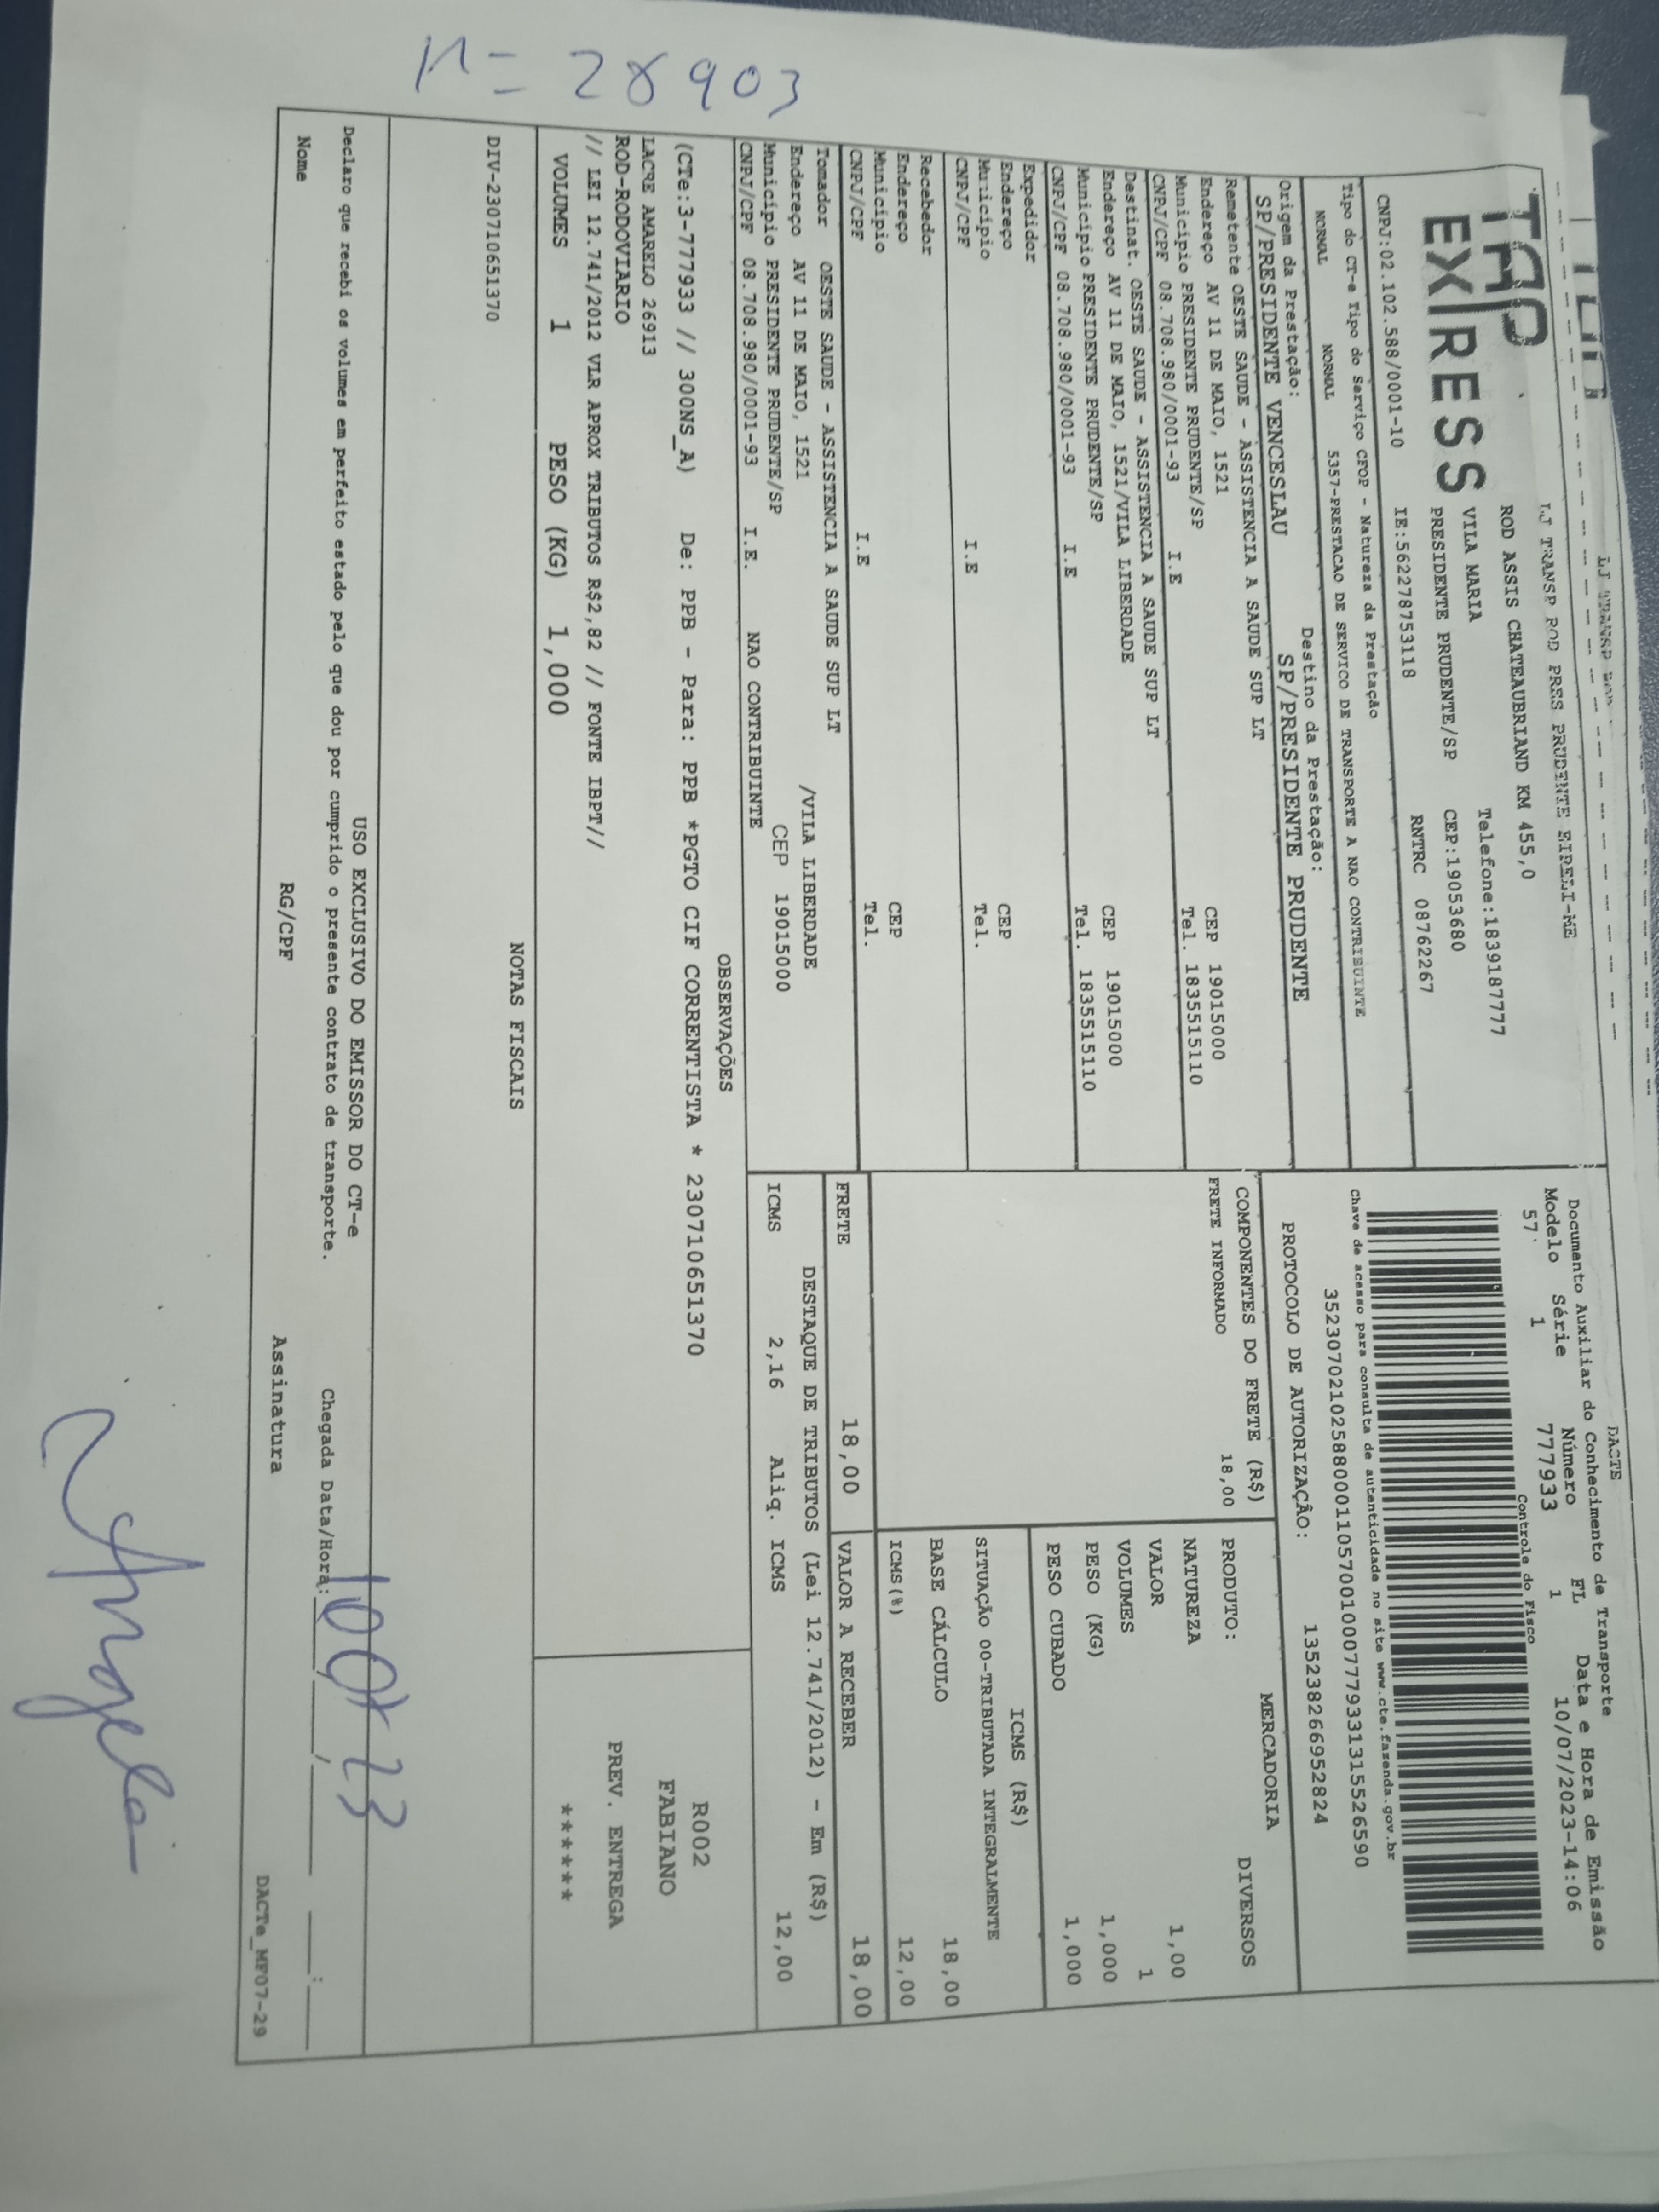 LJ TRANSP ROD PRES PRUDENTE EIRELI-ME
TAP EXPRESS
ROD ASSIS CHATEAUBRIAND KM 455,0
VILA MARIA Telefone:1839187777
PRESIDENTE PRUDENTE/SP CEP:19053680
CNPJ:02.102.588/0001-10 IE:562278753118 RNTRC 08762267
Tipo do CT-e Tipo do Serviço CFOP - Natureza da Prestação
NORMAL NORMAL 5357-PRESTACAO DE SERVICO DE TRANSPORTE A NAO CONTRIBUINTE
Origem da Prestação: Destino da Prestação:
SP/PRESIDENTE VENCESLAU SP/PRESIDENTE PRUDENTE
DACTE
Documento Auxiliar do Conhecimento de Transporte
Modelo Série Número FL Data e Hora de Emissão
57 1 777933 1 10/07/2023-14:06
Controle do Fisco
Chave de acesso para consulta de autenticidade no site www.cte.fazenda.gov.br
35230702102588000110570010007779331315526590
PROTOCOLO DE AUTORIZAÇÃO: 135238266952824
Remetente OESTE SAUDE - ASSISTENCIA A SAUDE SUP LT
Endereço AV 11 DE MAIO, 1521 CEP 19015000
Município PRESIDENTE PRUDENTE/SP Tel. 1835515110
CNPJ/CPF 08.708.980/0001-93 I.E
Destinat. OESTE SAUDE - ASSISTENCIA A SAUDE SUP LT
Endereço AV 11 DE MAIO, 1521/VILA LIBERDADE CEP 19015000
Município PRESIDENTE PRUDENTE/SP Tel. 1835515110
CNPJ/CPF 08.708.980/0001-93 I.E
Expedidor
Endereço CEP
Município Tel.
CNPJ/CPF I.E
Recebedor
Endereço CEP
Município Tel.
CNPJ/CPF I.E
Tomador OESTE SAUDE - ASSISTENCIA A SAUDE SUP LT
Endereço AV 11 DE MAIO, 1521 /VILA LIBERDADE
Município PRESIDENTE PRUDENTE/SP CEP 19015000
CNPJ/CPF 08.708.980/0001-93 I.E. NAO CONTRIBUINTE
COMPONENTES DO FRETE (R$)
FRETE INFORMADO 18,00
MERCADORIA
PRODUTO: DIVERSOS
NATUREZA
VALOR 1,00
VOLUMES 1
PESO (KG) 1,000
PESO CUBADO 1,000
ICMS (R$)
SITUAÇÃO 00-TRIBUTADA INTEGRALMENTE
BASE CÁLCULO 18,00
ICMS(%) 12,00
FRETE 18,00 VALOR A RECEBER 18,00
DESTAQUE DE TRIBUTOS (Lei 12.741/2012) - Em (R$)
ICMS 2,16 Aliq. ICMS 12,00
OBSERVAÇÕES
(CTe:3-777933 // 300NS_A) De: PPB - Para: PPB *PGTO CIF CORRENTISTA * 2307106513​70
LACRE AMARELO 26913
ROD-RODOVIARIO
// LEI 12.741/2012 VLR APROX TRIBUTOS R$2,82 // FONTE IBPT//
R002
FABIANO
PREV. ENTREGA
******
VOLUMES 1 PESO (KG) 1,000
NOTAS FISCAIS
DIV-230710651370
USO EXCLUSIVO DO EMISSOR DO CT-e
Declaro que recebi os volumes em perfeito estado pelo que dou por cumprido o presente contrato de transporte. Chegada Data/Hora:
Nome RG/CPF Assinatura
DACTe_MF07-29
Angelo